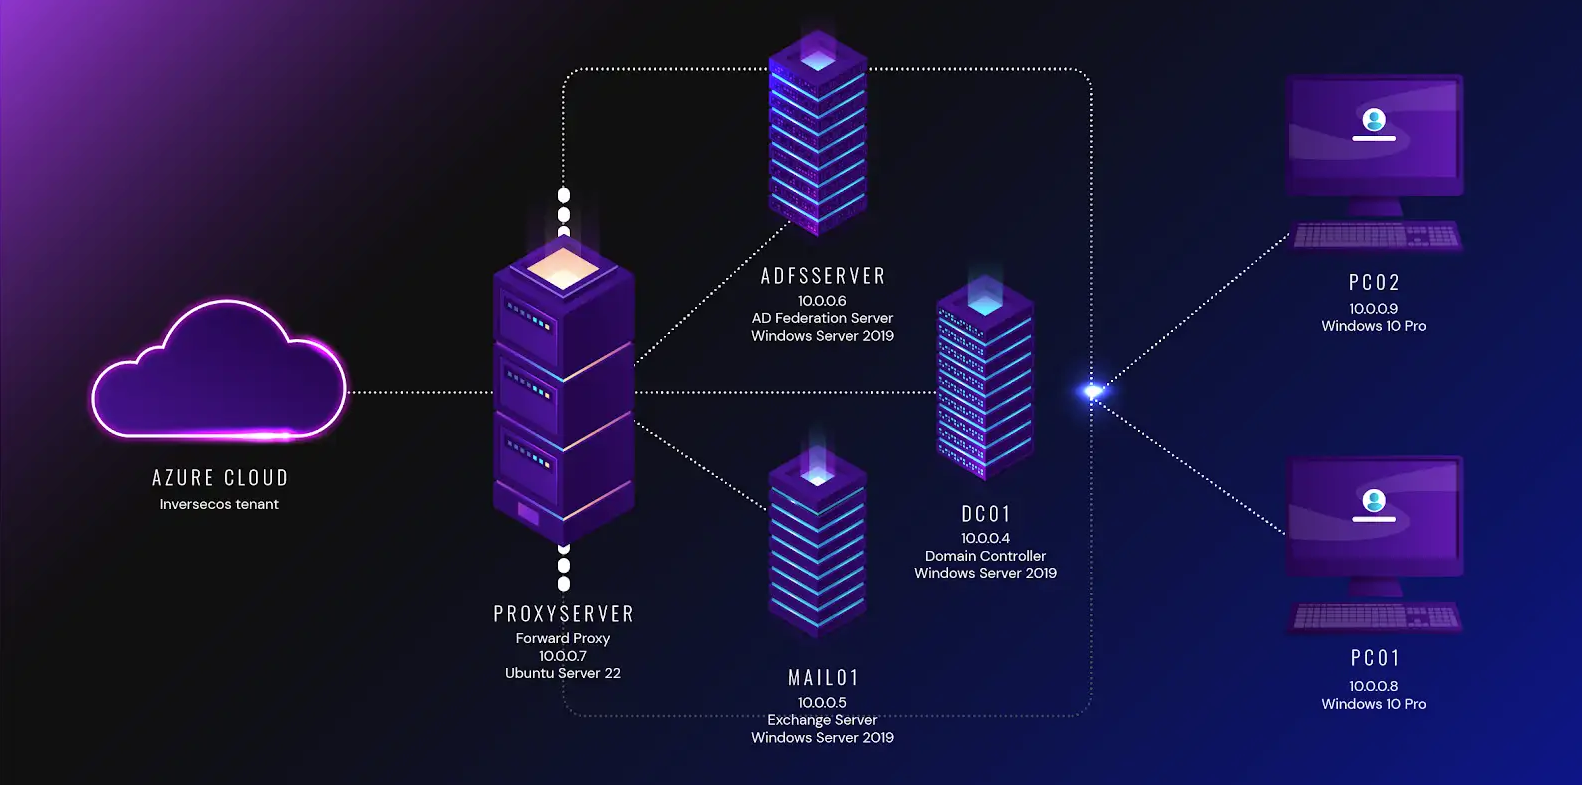 AZURE CLOUD
Inversecos tenant
PROXYSERVER
Forward Proxy
10.0.0.7
Ubuntu Server 22
ADFSSERVER
10.0.0.6
AD Federation Server
Windows Server 2019
MAIL01
10.0.0.5
Exchange Server
Windows Server 2019
DC01
10.0.0.4
Domain Controller
Windows Server 2019
PC02
10.0.0.9
Windows 10 Pro
PC01
10.0.0.8
Windows 10 Pro